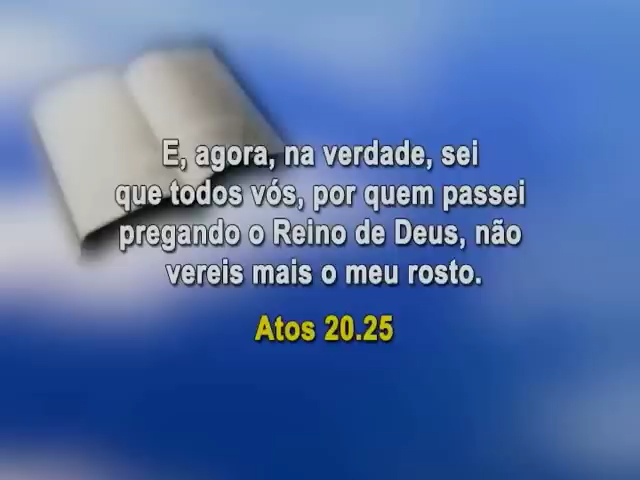 E, agora, na verdade, sei
que todos vós, por quem passei
pregando o Reino de Deus, não
vereis mais o meu rosto.
Atos 20.25